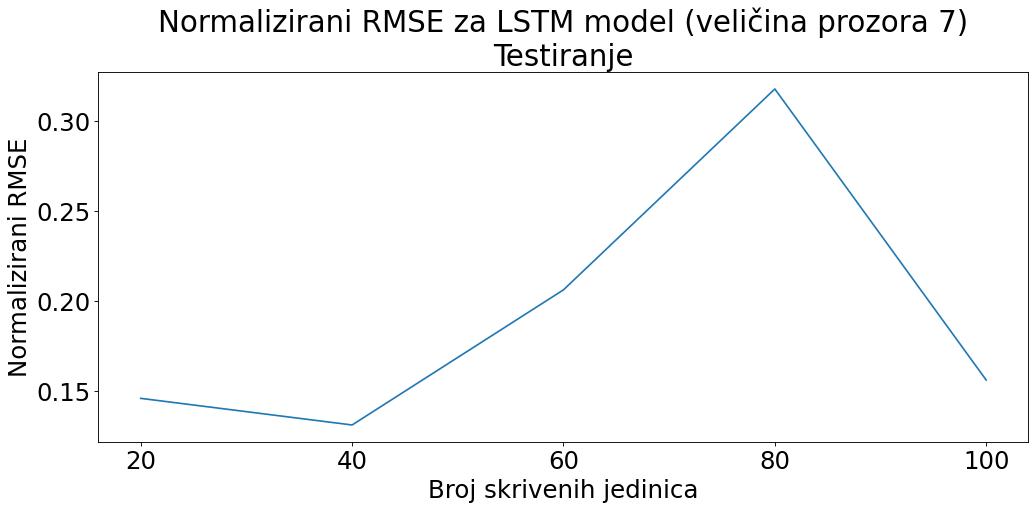 Normalizirani RMSE za LSTM model (veličina prozora 7)
Testiranje
Normalizirani RMSE
0.30
0.25
0.20
0.15
20 40 60 80 100
Broj skrivenih jedinica